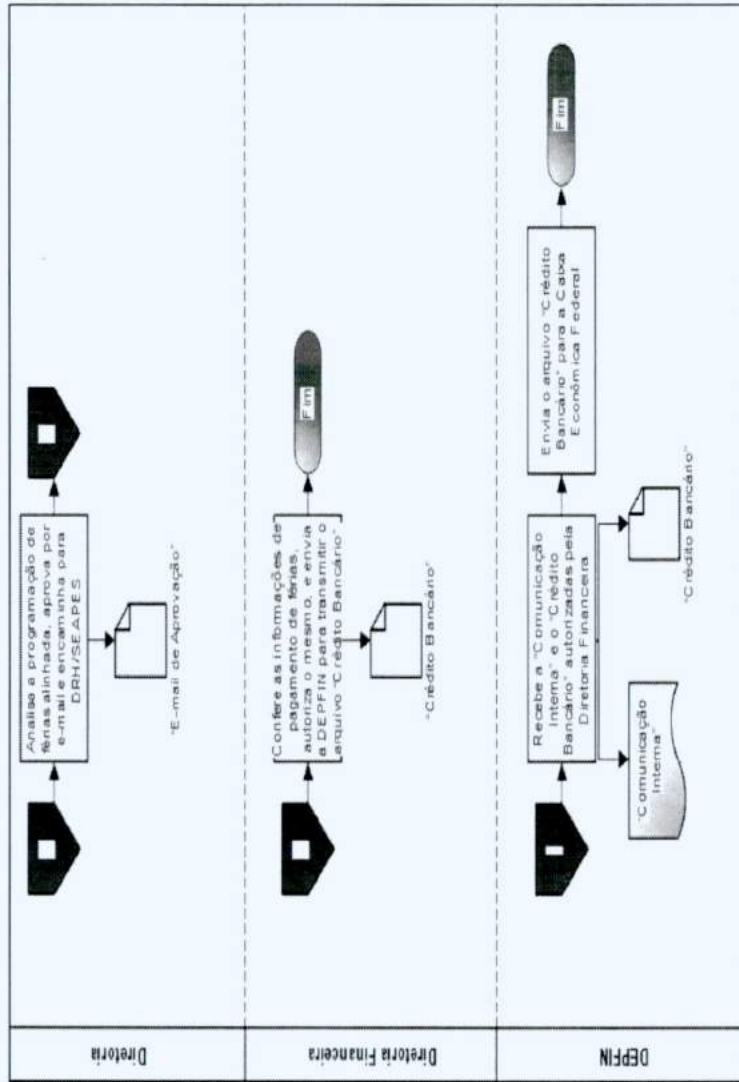 Diretoria
Analisa a programação de
férias alinhada, aprova por
e-mail e encaminha para
DRH/SEAPES
"E-mail de Aprovação"
Diretoria Financeira
Confere as informações de
pagamento de férias,
autoriza o mesmo, e envia
a DEPFIN para transmitir o
arquivo "Crédito Bancário"
Fim
"Crédito Bancário"
DEPFIN
Recebe a "Comunicação
Interna" e o "Crédito
Bancário" autorizadas pela
Diretoria Financeira
Envia o arquivo "Crédito
Bancário" para a Caixa
Econômica Federal
Fim
"Comunicação
Interna"
"Crédito Bancário"